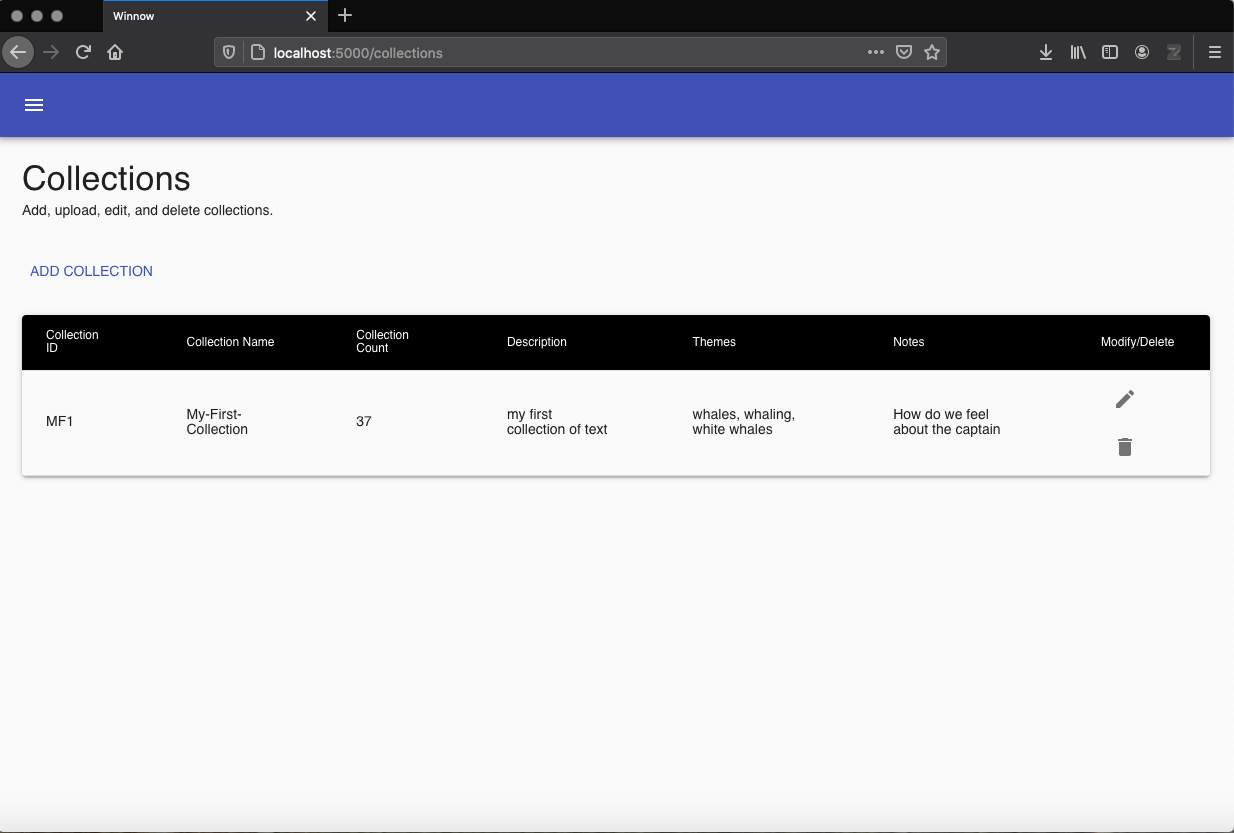 Winnow
localhost:5000/collections
Collections
Add, upload, edit, and delete collections.
ADD COLLECTION
Collection
ID
Collection Name
Collection
Count
Description
Themes
Notes
Modify/Delete
MF1
My-First-
Collection
37
my first
collection of text
whales, whaling,
white whales
How do we feel
about the captain